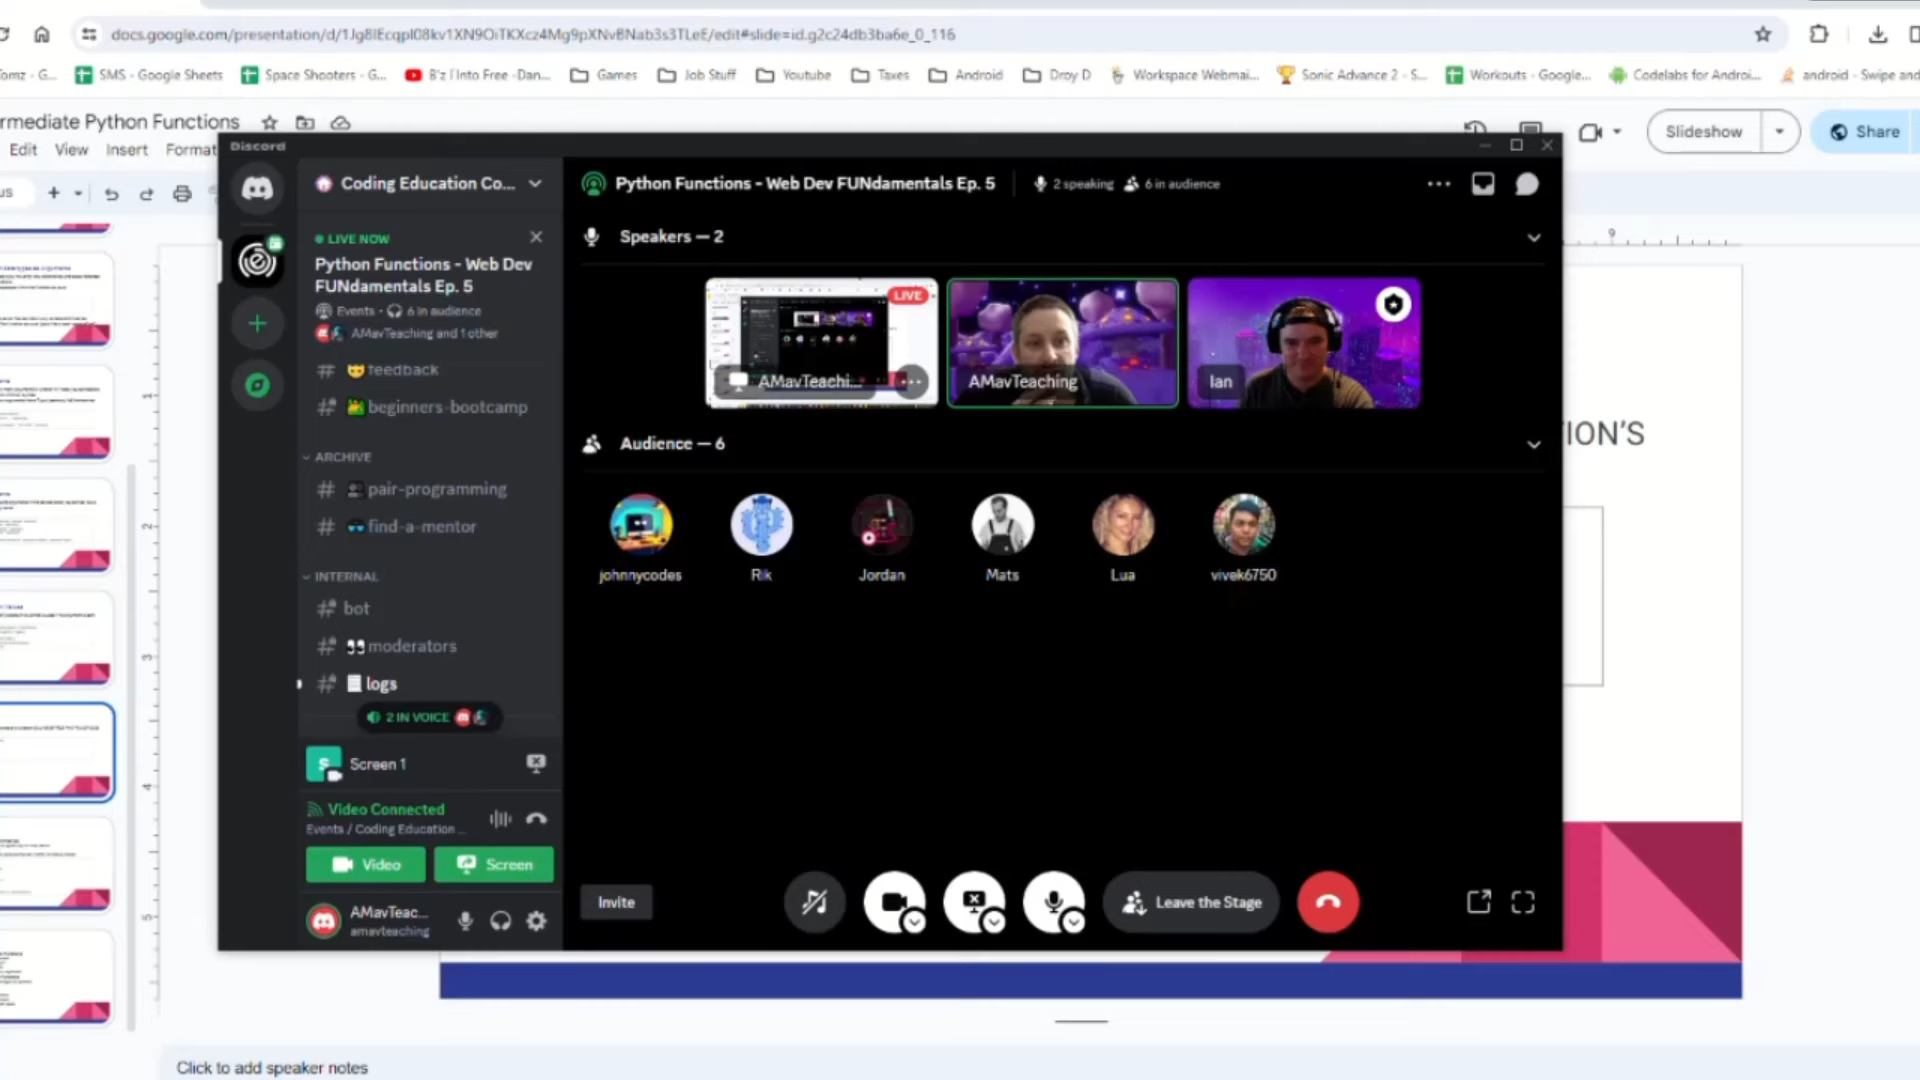 docs.google.com/presentation/d/1Jg8lEcqpl08kv1XN9OiTKXcz4Mg9pXNvBNab3s3TLeE/edit#slide=id.g2c24db3ba6e_0_116
SMS - Google Sheets
Space Shooters - G...
B'z I Into Free -Dan...
Games
Job Stuff
Youtube
Taxes
Android
Droy D
Workspace Webmai...
Sonic Advance 2 - S...
Workouts - Google...
Codelabs for Androi...
android - Swipe and
rmediate Python Functions
Edit View Insert Format
Slideshow
Share
Discord
Coding Education Co...
LIVE NOW
Python Functions - Web Dev
FUNdamentals Ep. 5
Events • 6 in audience
AMavTeaching and 1 other
feedback
beginners-bootcamp
ARCHIVE
pair-programming
find-a-mentor
INTERNAL
bot
moderators
logs
2 IN VOICE
Screen 1
Video Connected
Events / Coding Education ...
Video
Screen
AMavTeac...
amavteaching
Python Functions - Web Dev FUNdamentals Ep. 5
2 speaking
6 in audience
Speakers — 2
LIVE
AMavTeachi...
AMavTeaching
Ian
Audience — 6
johnnycodes
Rik
Jordan
Mats
Lua
vivek6750
Invite
Leave the Stage
TION'S
Click to add speaker notes